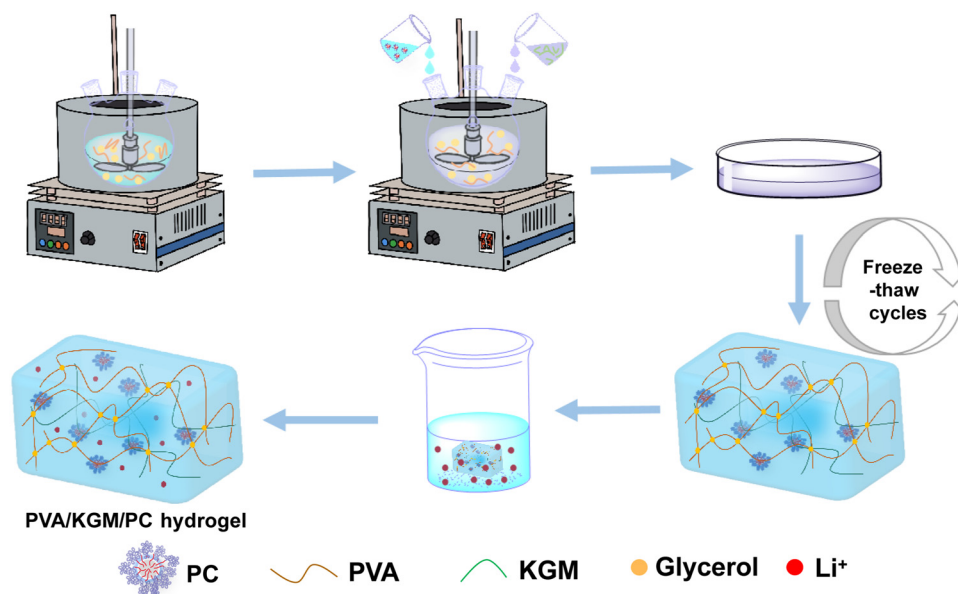 Freeze
-thaw
cycles
PVA/KGM/PC hydrogel
PC
PVA
KGM
Glycerol
Li⁺